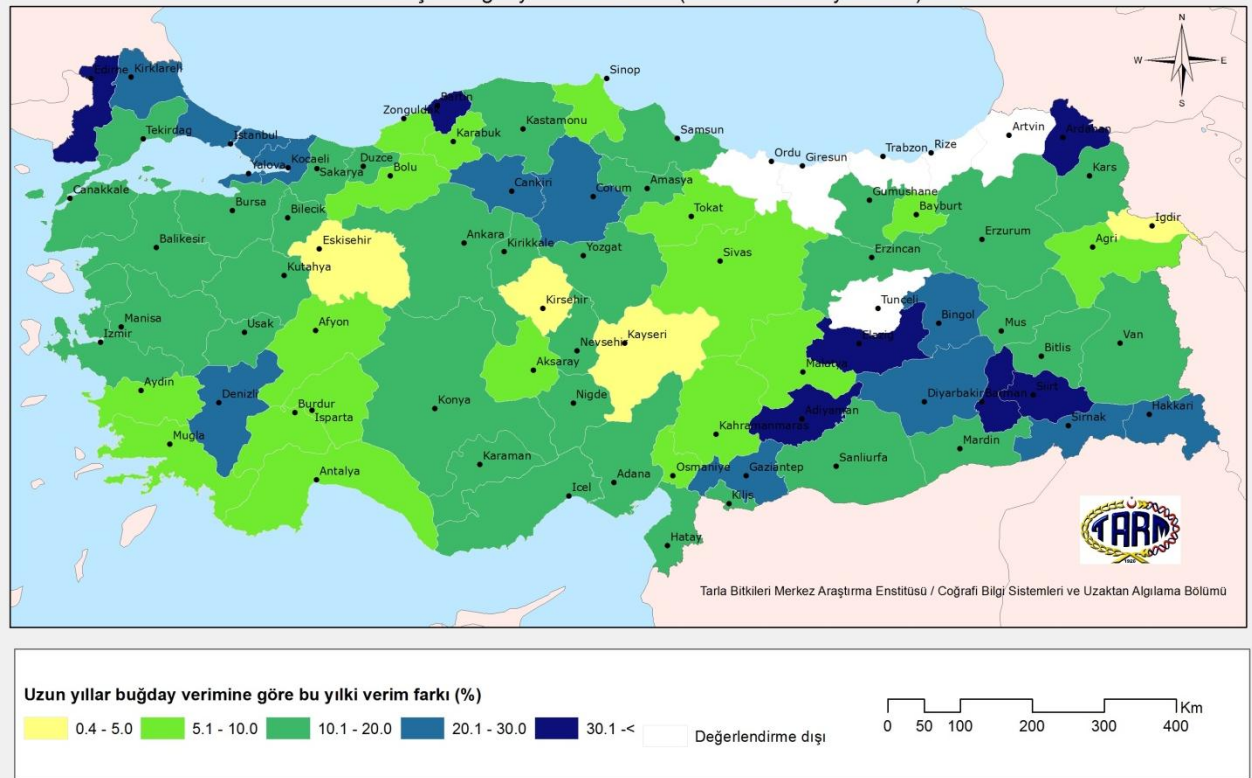 N
W E
S
Sinop
Edirne
Kirklareli
Bartin
Zonguldak
Kastamonu
Karabuk
Samsun
Artvin
Ardahan
Tekirdag
Istanbul
Ordu
Giresun
Trabzon
Rize
Yalova
Kocaeli
Sakarya
Duzce
Bolu
Cankiri
Corum
Amasya
Kars
Canakkale
Bursa
Bilecik
Tokat
Gumushane
Bayburt
Igdir
Balikesir
Eskisehir
Ankara
Kirikkale
Yozgat
Sivas
Erzincan
Erzurum
Agri
Kutahya
Kirsehir
Tunceli
Bingol
Manisa
Izmir
Usak
Afyon
Nevsehir
Kayseri
Elazig
Mus
Van
Aksaray
Malatya
Bitlis
Aydin
Denizli
Burdur
Isparta
Konya
Nigde
Adiyaman
Diyarbakir
Batman
Siirt
Sirnak
Hakkari
Mugla
Kahramanmaras
Mardin
Antalya
Karaman
Icel
Adana
Osmaniye
Gaziantep
Sanliurfa
Kilis
Hatay
TARM
1926
Tarla Bitkileri Merkez Araştırma Enstitüsü / Coğrafi Bilgi Sistemleri ve Uzaktan Algılama Bölümü
Uzun yıllar buğday verimine göre bu yılki verim farkı (%)
0.4 - 5.0 5.1 - 10.0 10.1 - 20.0 20.1 - 30.0 30.1 -< Değerlendirme dışı
Km
0 50 100 200 300 400